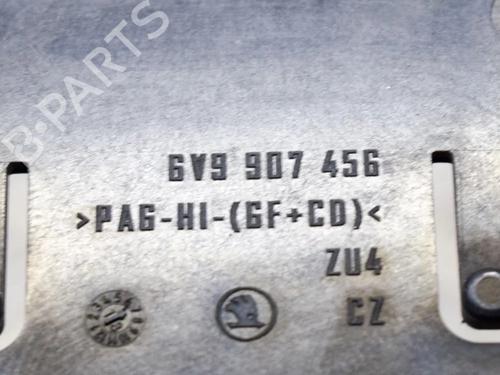 B-PARTS
6V9 907 456
>PA6-HI-(GF+CD)<
ZU4
CZ